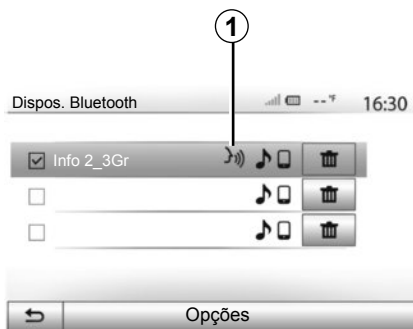 1
Dispos. Bluetooth -- °F 16:30
Info 2_3Gr
Opções